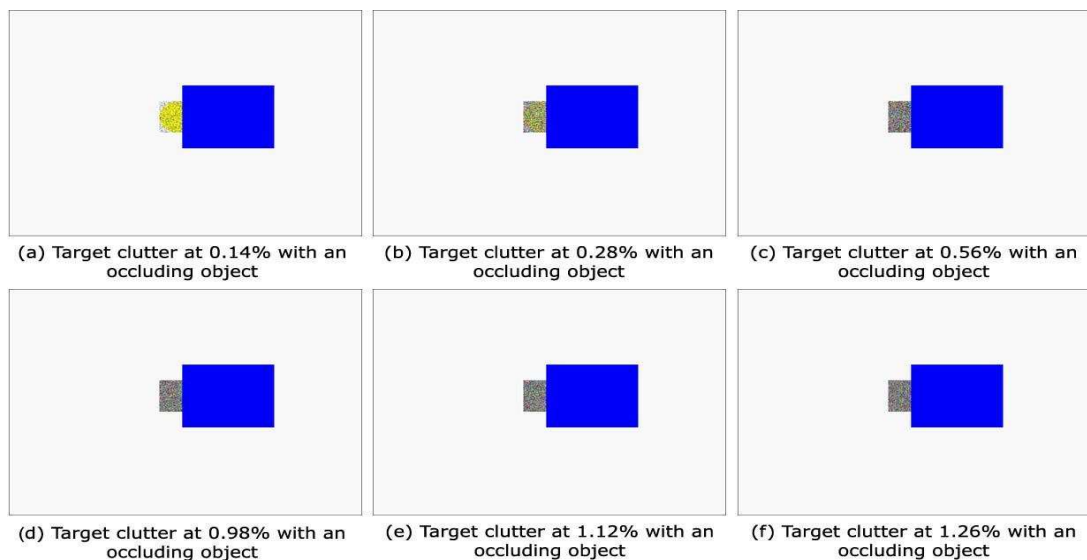 (a) Target clutter at 0.14% with an
occluding object
(b) Target clutter at 0.28% with an
occluding object
(c) Target clutter at 0.56% with an
occluding object
(d) Target clutter at 0.98% with an
occluding object
(e) Target clutter at 1.12% with an
occluding object
(f) Target clutter at 1.26% with an
occluding object